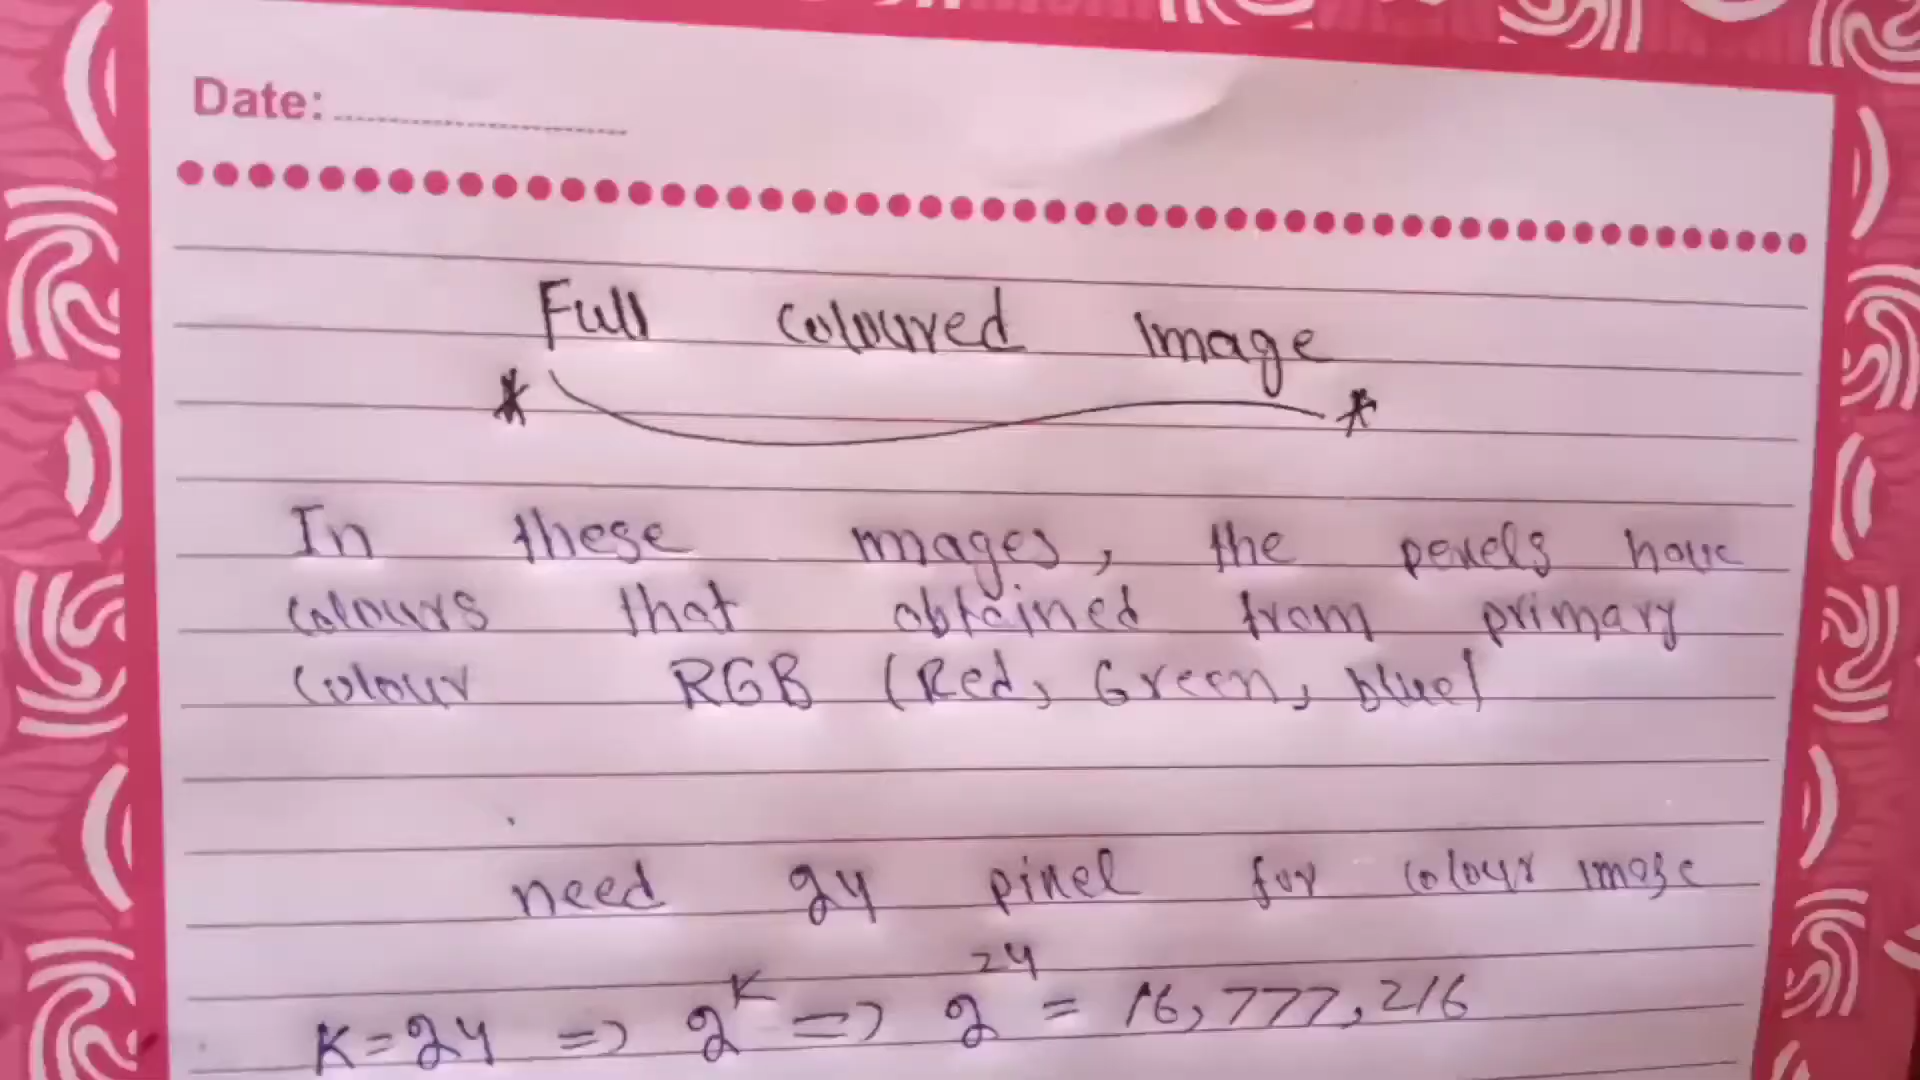 Date:
Full coloured image
In these images, the pexels have
colours that obtained from primary
colour RGB (Red, Green, blue)
need 24 pixel for colour image
K=24 => 2^K => 2^24 = 16,777,216